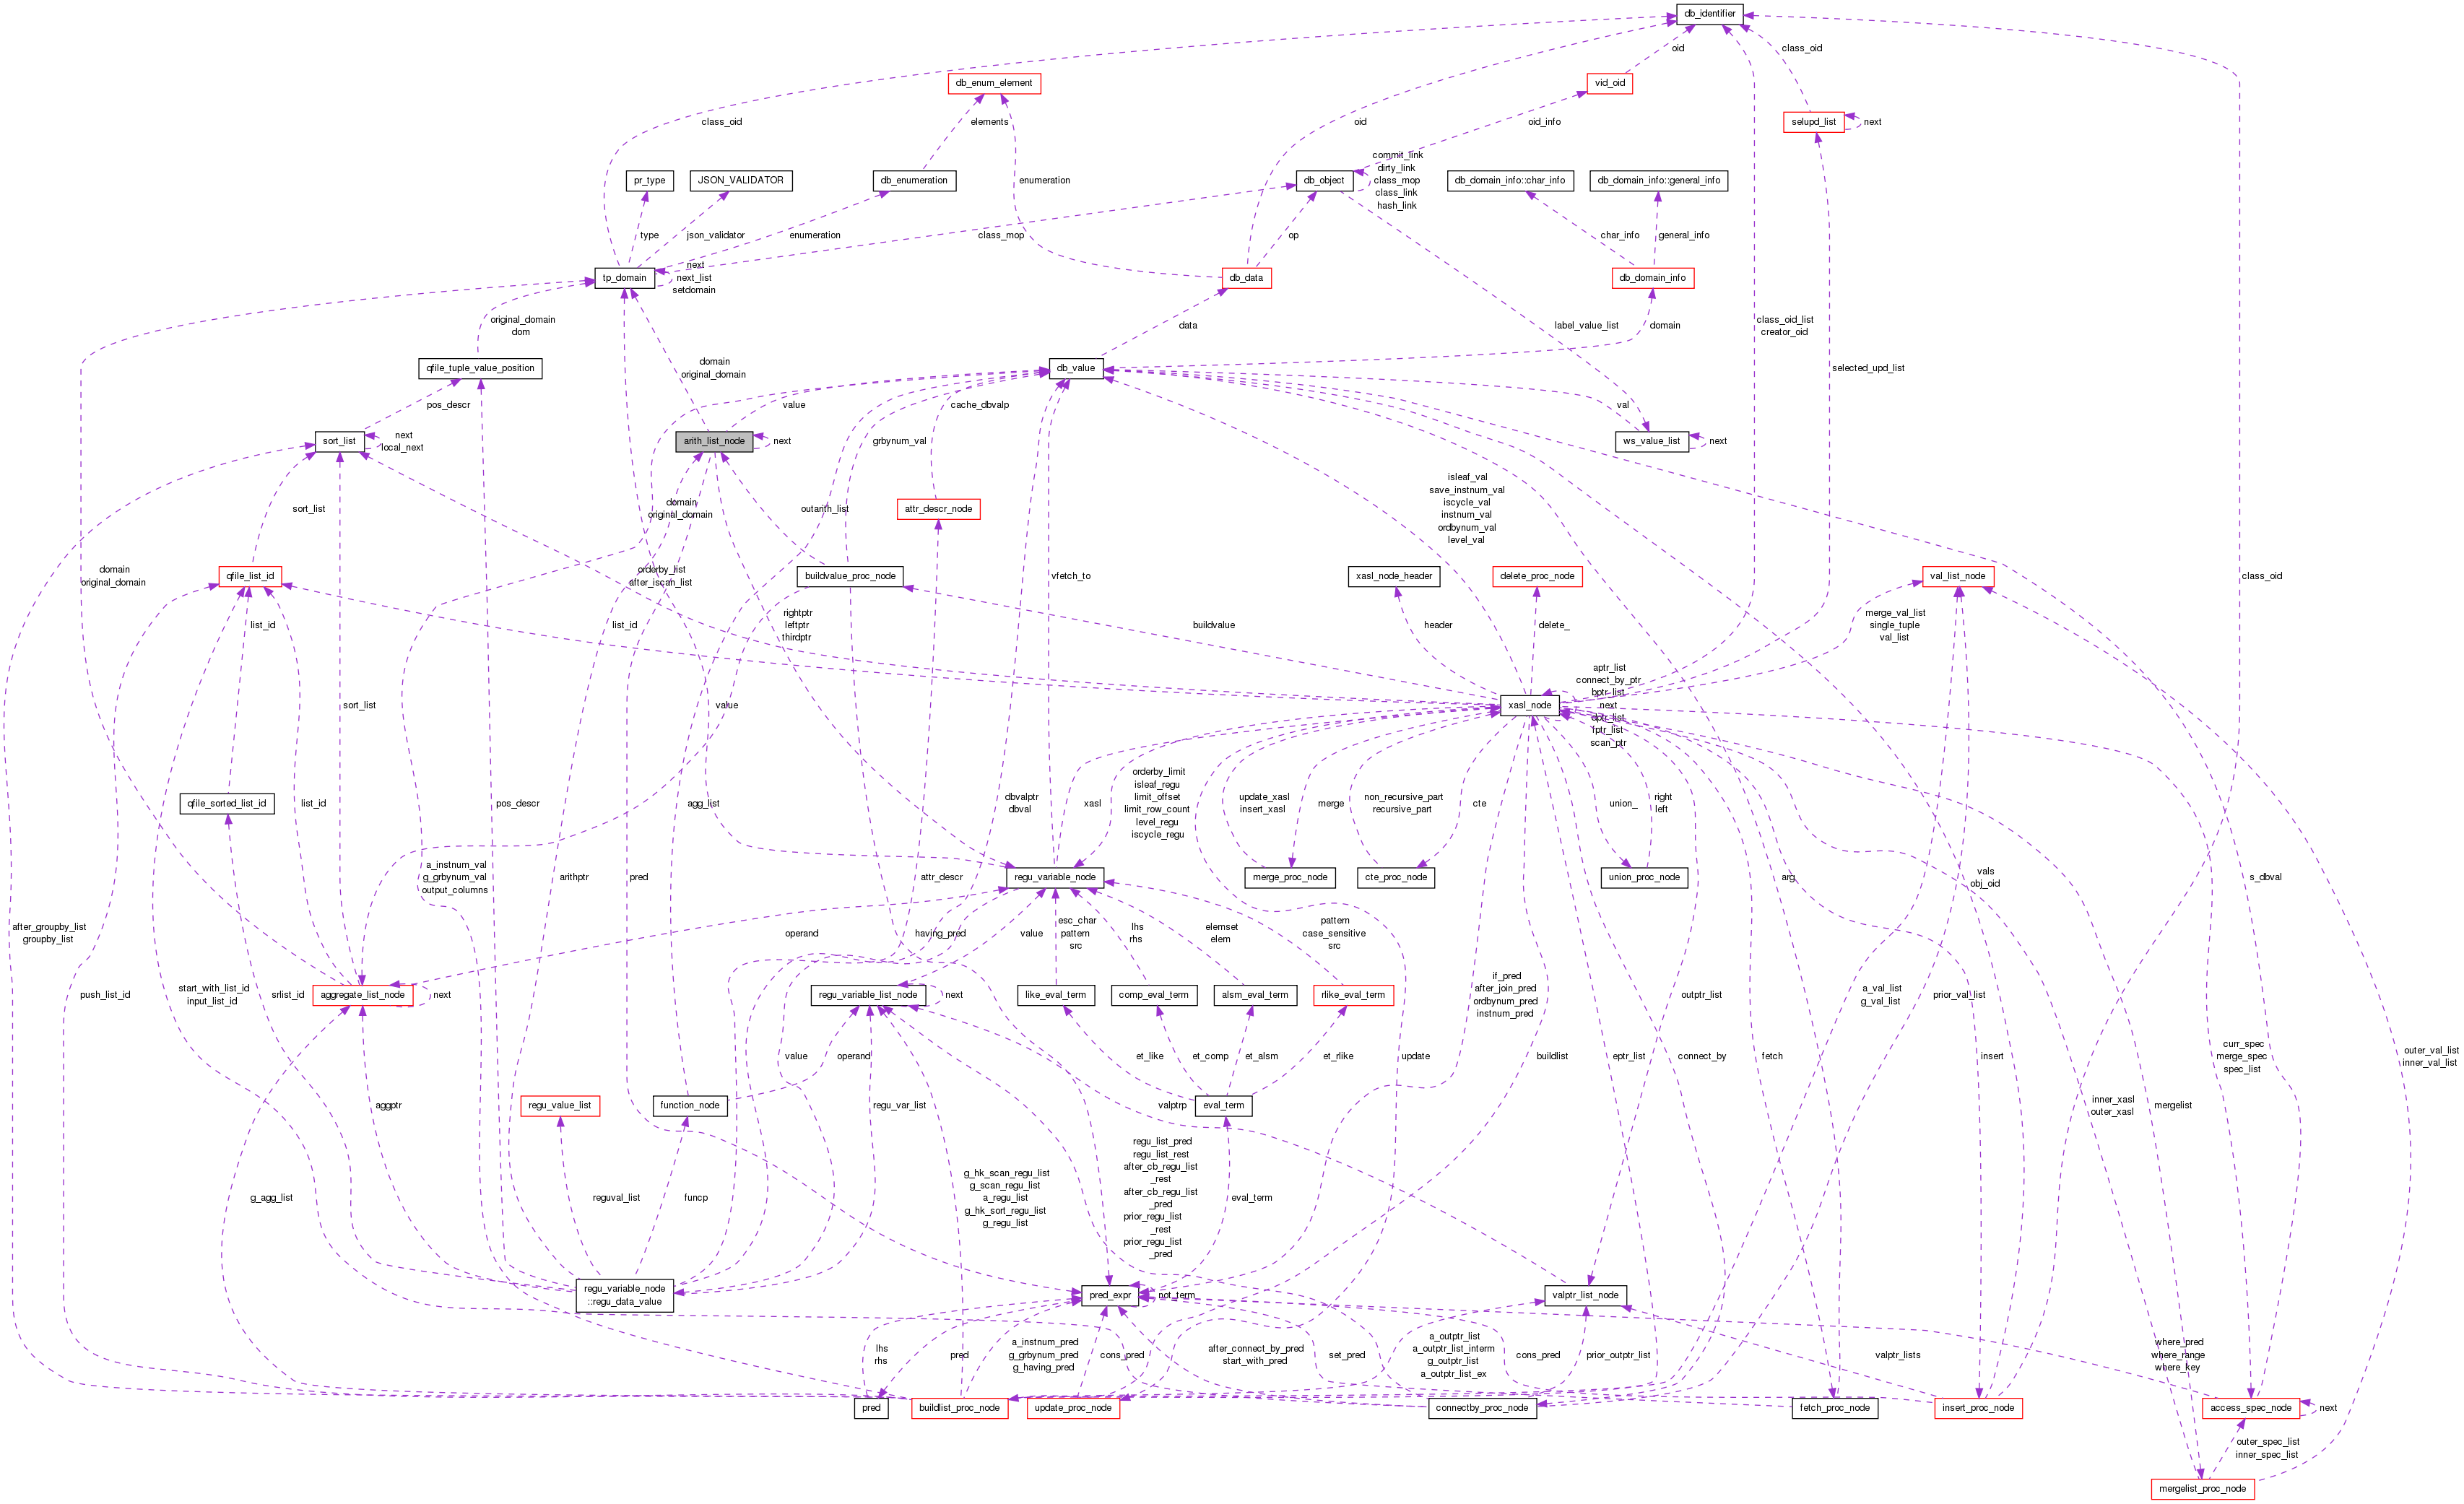 db_identifier
oid
class_oid
db_enum_element
vid_oid
selupd_list
next
class_oid
oid
elements
oid_info
commit_link
dirty_link
class_mop
class_link
hash_link
pr_type
JSON_VALIDATOR
db_enumeration
enumeration
db_object
db_domain_info::char_info
db_domain_info::general_info
type
json_validator
enumeration
class_mop
op
char_info
general_info
tp_domain
next
next_list
setdomain
db_data
db_domain_info
original_domain
dom
data
label_value_list
domain
class_oid_list
creator_oid
qfile_tuple_value_position
domain
original_domain
db_value
selected_upd_list
pos_descr
value
cache_dbvalp
val
sort_list
next
local_next
arith_list_node
next
grbynum_val
ws_value_list
next
sort_list
domain
original_domain
outarith_list
attr_descr_node
isleaf_val
save_instnum_val
iscycle_val
instnum_val
ordbynum_val
level_val
domain
original_domain
qfile_list_id
orderby_list
after_iscan_list
buildvalue_proc_node
vfetch_to
xasl_node_header
delete_proc_node
val_list_node
class_oid
list_id
list_id
rightptr
leftptr
thirdptr
buildvalue
header
delete_
merge_val_list
single_tuple
val_list
sort_list
value
aptr_list
connect_by_ptr
bptr_list
next
dptr_list
fptr_list
scan_ptr
xasl_node
qfile_sorted_list_id
list_id
pos_descr
agg_list
dbvalptr
dbval
xasl
orderby_limit
isleaf_regu
limit_offset
limit_row_count
level_regu
iscycle_regu
update_xasl
insert_xasl
merge
non_recursive_part
recursive_part
cte
union_
right
left
a_instnum_val
g_grbynum_val
output_columns
arithptr
pred
attr_descr
regu_variable_node
merge_proc_node
cte_proc_node
union_proc_node
arg
vals
obj_oid
s_dbval
after_groupby_list
groupby_list
operand
having_pred
value
esc_char
pattern
src
lhs
rhs
elemset
elem
pattern
case_sensitive
src
push_list_id
start_with_list_id
input_list_id
srlist_id
aggregate_list_node
next
regu_variable_list_node
next
like_eval_term
comp_eval_term
alsm_eval_term
rlike_eval_term
if_pred
after_join_pred
ordbynum_pred
instnum_pred
outptr_list
a_val_list
g_val_list
prior_val_list
value
operand
et_like
et_comp
et_alsm
et_rlike
update
buildlist
eptr_list
connect_by
fetch
insert
curr_spec
merge_spec
spec_list
outer_val_list
inner_val_list
aggptr
regu_value_list
function_node
regu_var_list
valptrp
eval_term
inner_xasl
outer_xasl
mergelist
g_agg_list
reguval_list
funcp
g_hk_scan_regu_list
g_scan_regu_list
a_regu_list
g_hk_sort_regu_list
g_regu_list
regu_list_pred
regu_list_rest
after_cb_regu_list
_rest
after_cb_regu_list
_pred
prior_regu_list
_rest
prior_regu_list
_pred
eval_term
regu_variable_node
::regu_data_value
pred_expr
not_term
valptr_list_node
lhs
rhs
pred
a_instnum_pred
g_grbynum_pred
g_having_pred
cons_pred
after_connect_by_pred
start_with_pred
set_pred
a_outptr_list
a_outptr_list_interm
g_outptr_list
a_outptr_list_ex
cons_pred
prior_outptr_list
valptr_lists
where_pred
where_range
where_key
pred
buildlist_proc_node
update_proc_node
connectby_proc_node
fetch_proc_node
insert_proc_node
access_spec_node
next
outer_spec_list
inner_spec_list
mergelist_proc_node